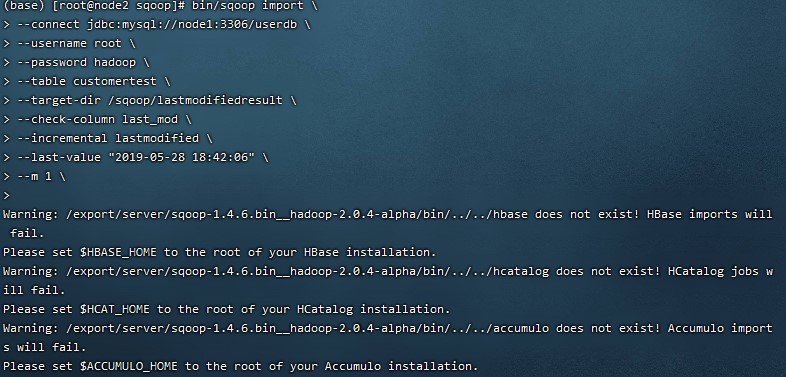 (base) [root@node2 sqoop]# bin/sqoop import \
> --connect jdbc:mysql://node1:3306/userdb \
> --username root \
> --password hadoop \
> --table customertest \
> --target-dir /sqoop/lastmodifiedresult \
> --check-column last_mod \
> --incremental lastmodified \
> --last-value "2019-05-28 18:42:06" \
> --m 1 \
>
Warning: /export/server/sqoop-1.4.6.bin__hadoop-2.0.4-alpha/bin/../../hbase does not exist! HBase imports will
 fail.
Please set $HBASE_HOME to the root of your HBase installation.
Warning: /export/server/sqoop-1.4.6.bin__hadoop-2.0.4-alpha/bin/../../hcatalog does not exist! HCatalog jobs w
ill fail.
Please set $HCAT_HOME to the root of your HCatalog installation.
Warning: /export/server/sqoop-1.4.6.bin__hadoop-2.0.4-alpha/bin/../../accumulo does not exist! Accumulo import
s will fail.
Please set $ACCUMULO_HOME to the root of your Accumulo installation.